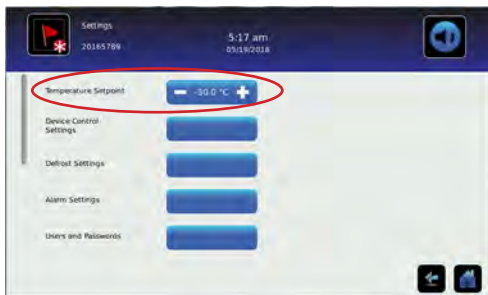 Settings
20165789
5:17 am
05/19/2018
Temperature Setpoint
-30.0 °C
Device Control
Settings
Defrost Settings
Alarm Settings
Users and Passwords